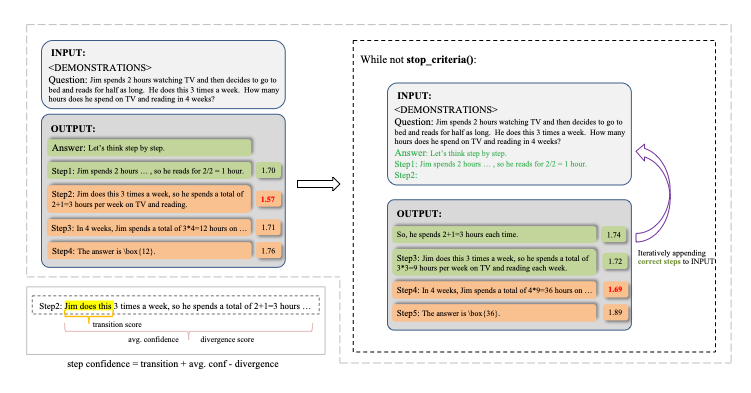 INPUT:
<DEMONSTRATIONS>
Question: Jim spends 2 hours watching TV and then decides to go to
bed and reads for half as long. He does this 3 times a week. How many
hours does he spend on TV and reading in 4 weeks?
OUTPUT:
Answer: Let's think step by step.
Step1: Jim spends 2 hours … , so he reads for 2/2 = 1 hour.
1.70
Step2: Jim does this 3 times a week, so he spends a total of
2+1=3 hours per week on TV and reading.
1.57
Step3: In 4 weeks, Jim spends a total of 3*4=12 hours on …
1.71
Step4: The answer is \box{12}.
1.76
Step2: Jim does this 3 times a week, so he spends a total of 2+1=3 hours …
transition score
avg. confidence
divergence score
step confidence = transition + avg. conf - divergence
While not stop_criteria():
INPUT:
<DEMONSTRATIONS>
Question: Jim spends 2 hours watching TV and then decides to go to
bed and reads for half as long. He does this 3 times a week. How many
hours does he spend on TV and reading in 4 weeks?
Answer: Let's think step by step.
Step1: Jim spends 2 hours … , so he reads for 2/2 = 1 hour.
Step2:
OUTPUT:
So, he spends 2+1=3 hours each time.
1.74
Step3: Jim does this 3 times a week, so he spends a total of
3*3=9 hours per week on TV and reading each week.
1.72
Step4: In 4 weeks, Jim spends a total of 4*9=36 hours on …
1.69
Step5: The answer is \box{36}.
1.89
Iteratively appending
correct steps to INPUT